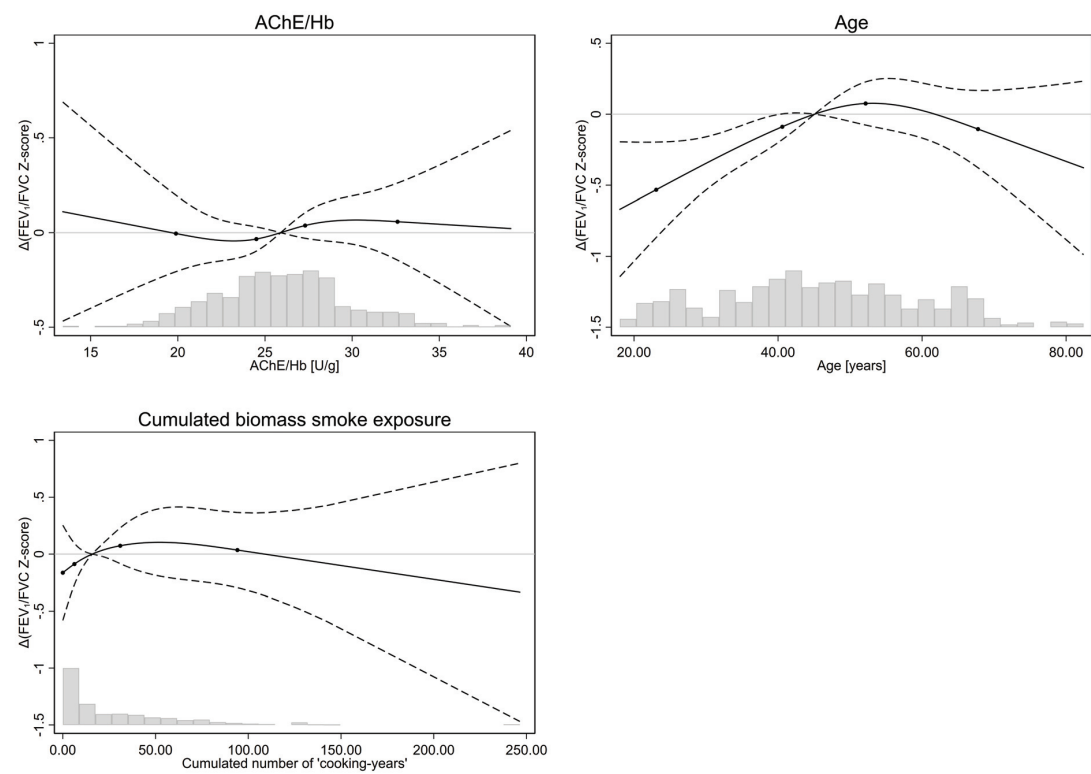 AChE/Hb
Δ(FEV₁/FVC Z-score)
1
.5
0
-.5
15 20 25 30 35 40
AChE/Hb [U/g]
Age
Δ(FEV₁/FVC Z-score)
.5
0
-.5
-1
-1.5
20.00 40.00 60.00 80.00
Age [years]
Cumulated biomass smoke exposure
Δ(FEV₁/FVC Z-score)
1
.5
0
-.5
-1
-1.5
0.00 50.00 100.00 150.00 200.00 250.00
Cumulated number of 'cooking-years'